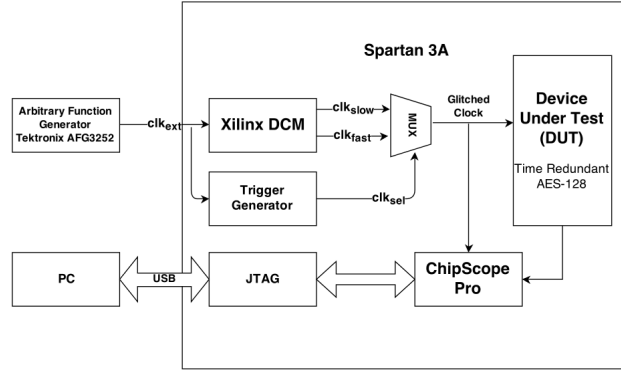 Spartan 3A
Arbitrary Function
Generator
Tektronix AFG3252
clkext
Xilinx DCM
clkslow
clkfast
MUX
Glitched
Clock
Device
Under Test
(DUT)
Time Redundant
AES-128
Trigger
Generator
clksel
PC
USB
JTAG
ChipScope
Pro